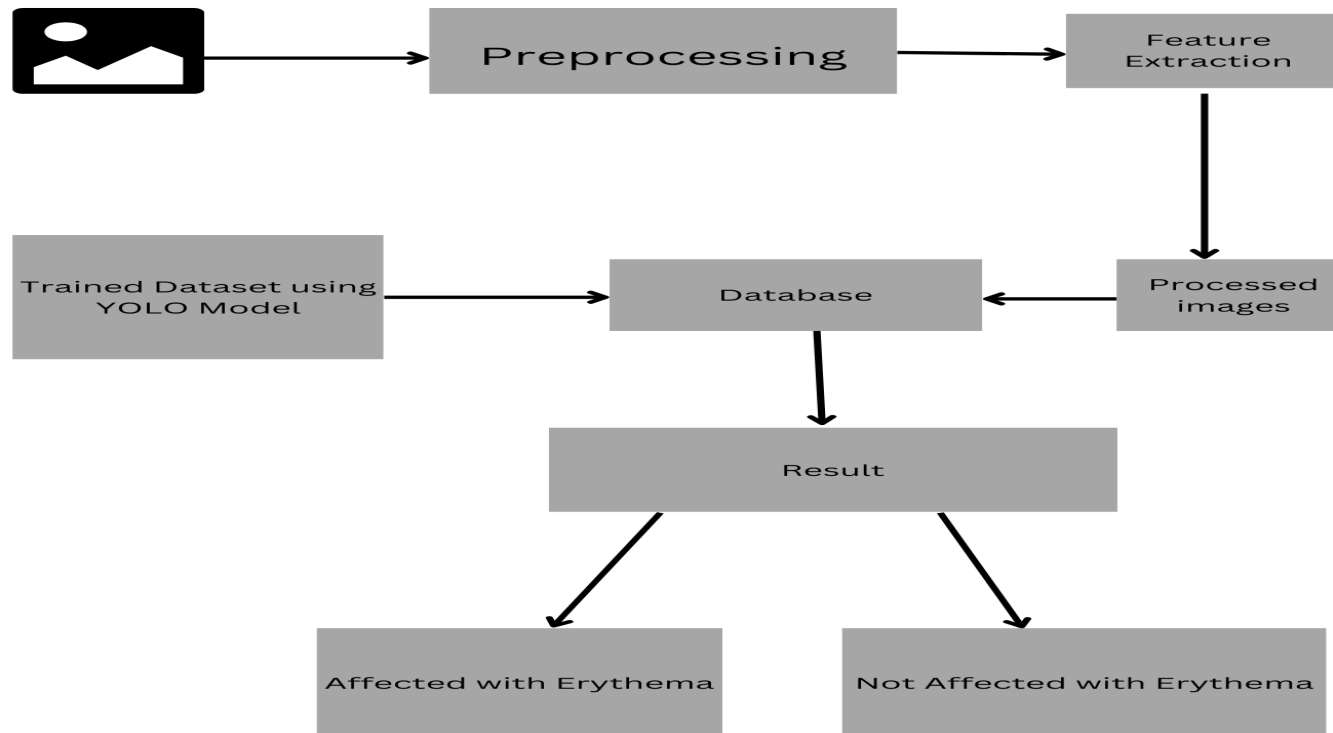 Preprocessing
Feature
Extraction
Trained Dataset using
YOLO Model
Database
Processed
images
Result
Affected with Erythema
Not Affected with Erythema